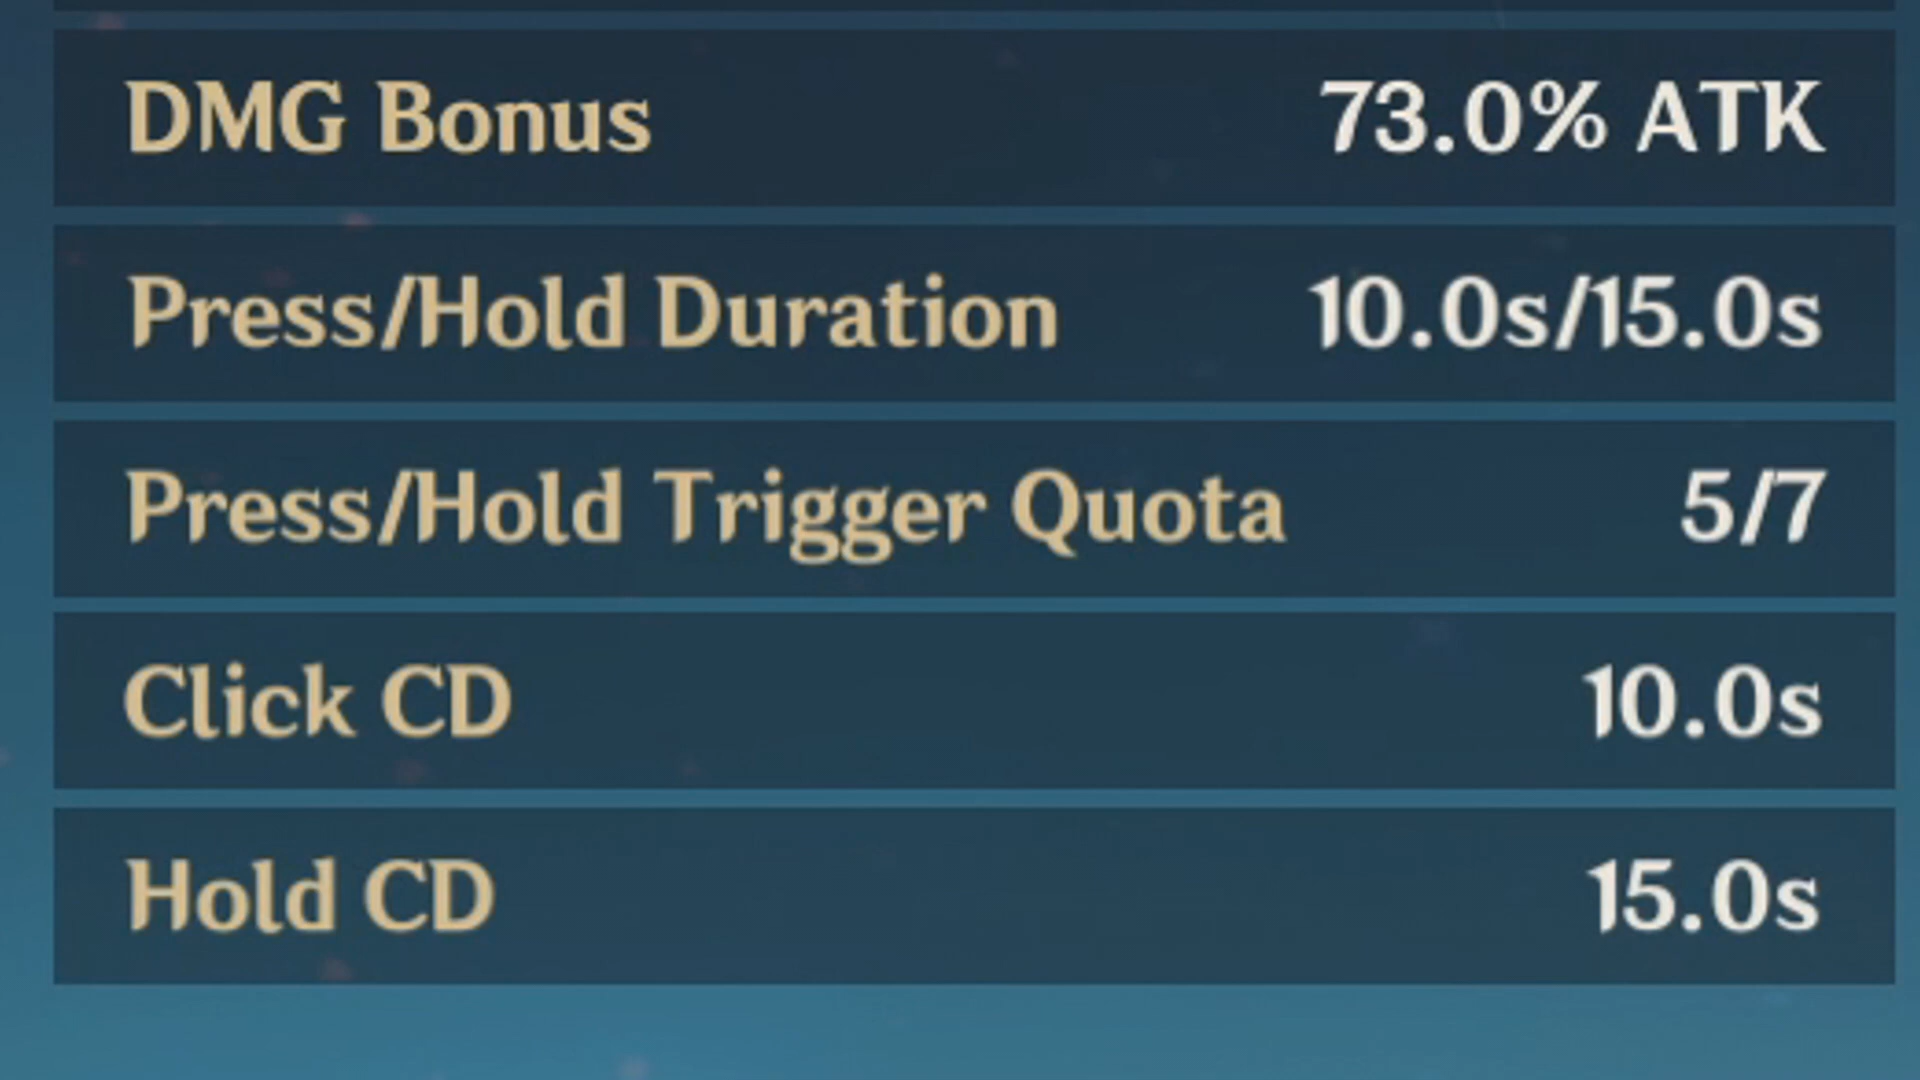 DMG Bonus 73.0% ATK
Press/Hold Duration 10.0s/15.0s
Press/Hold Trigger Quota 5/7
Click CD 10.0s
Hold CD 15.0s